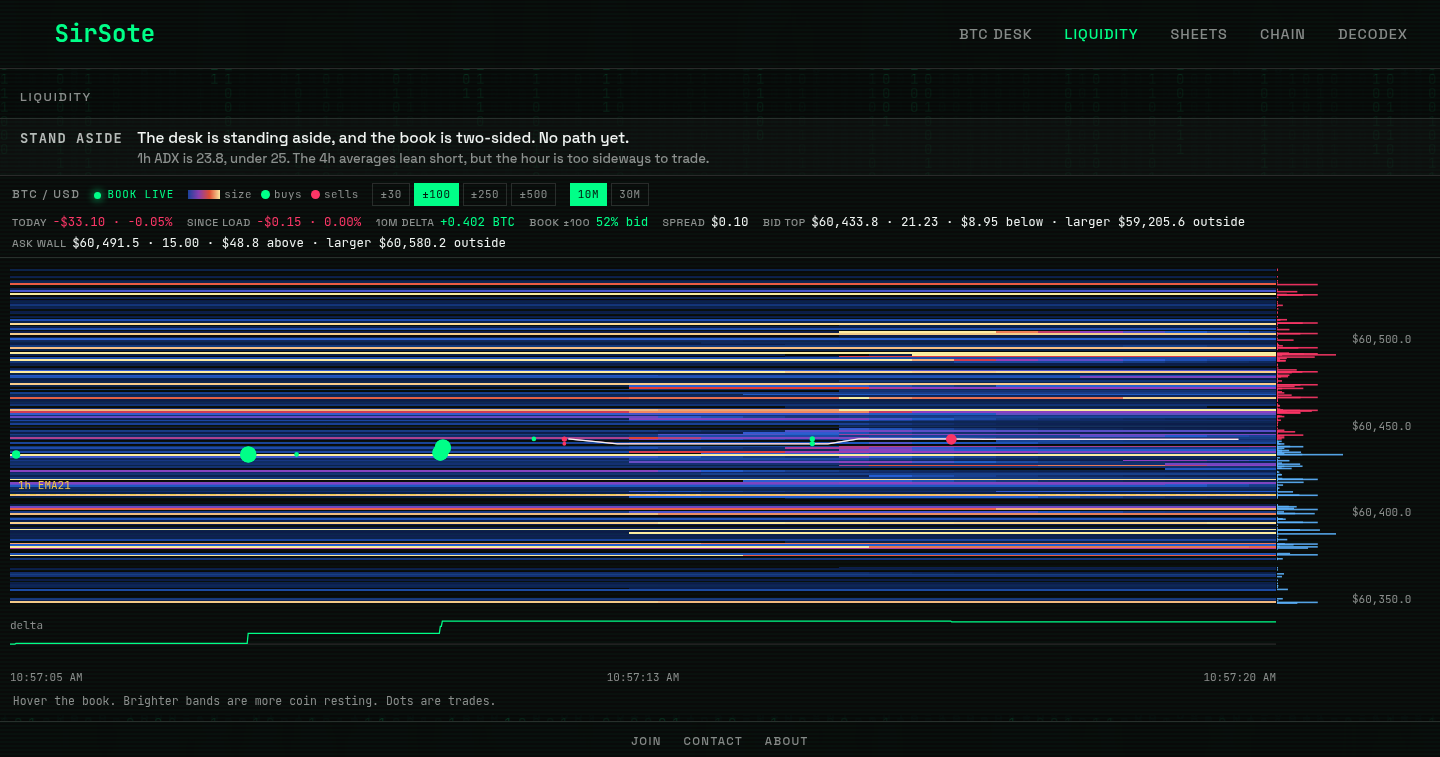 SirSote
BTC DESK LIQUIDITY SHEETS CHAIN DECODEX
LIQUIDITY
STAND ASIDE The desk is standing aside, and the book is two-sided. No path yet.
1h ADX is 23.8, under 25. The 4h averages lean short, but the hour is too sideways to trade.
BTC / USD BOOK LIVE size buys sells ±30 ±100 ±250 ±500 10M 30M
TODAY -$33.10 · -0.05% SINCE LOAD -$0.15 · 0.00% 10M DELTA +0.402 BTC BOOK ±100 52% bid SPREAD $0.10 BID TOP $60,433.8 · 21.23 · $8.95 below · larger $59,205.6 outside
ASK WALL $60,491.5 · 15.00 · $48.8 above · larger $60,580.2 outside
$60,500.0
$60,450.0
1h EMA21
$60,400.0
$60,350.0
delta
10:57:05 AM 10:57:13 AM 10:57:20 AM
Hover the book. Brighter bands are more coin resting. Dots are trades.
JOIN CONTACT ABOUT